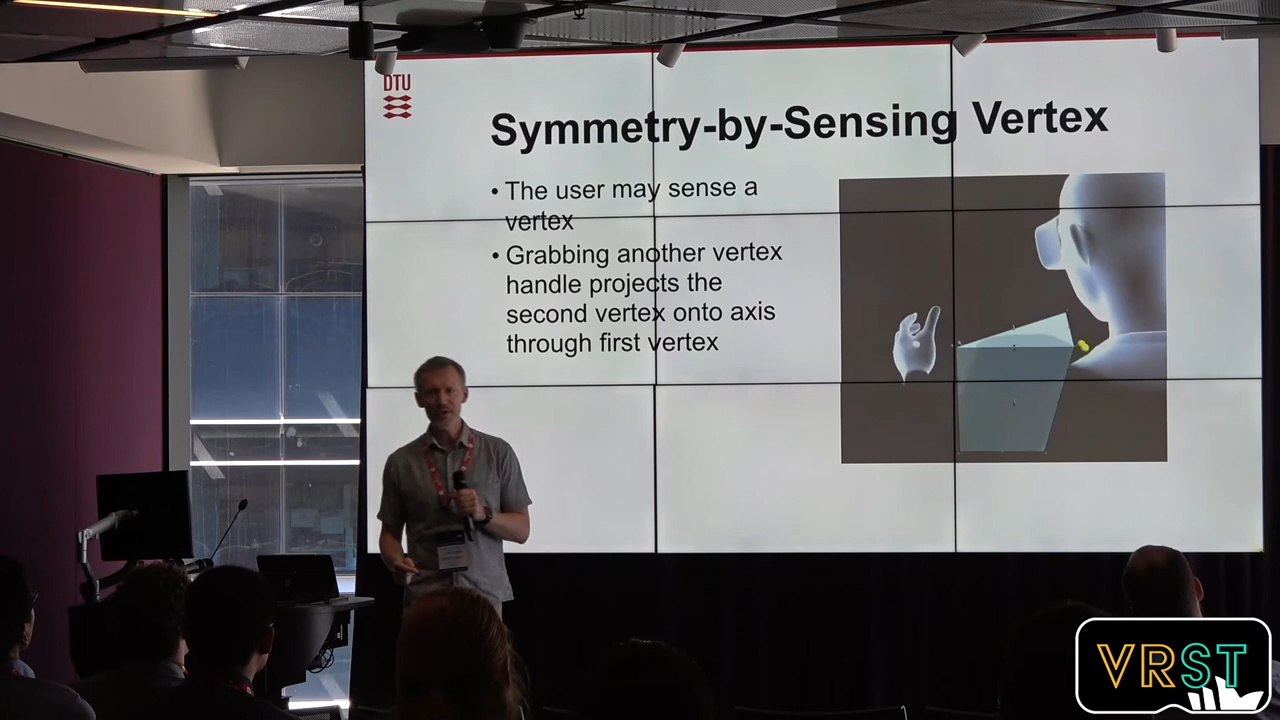 DTU
Symmetry-by-Sensing Vertex
• The user may sense a
vertex
• Grabbing another vertex
handle projects the
second vertex onto axis
through first vertex
VRST